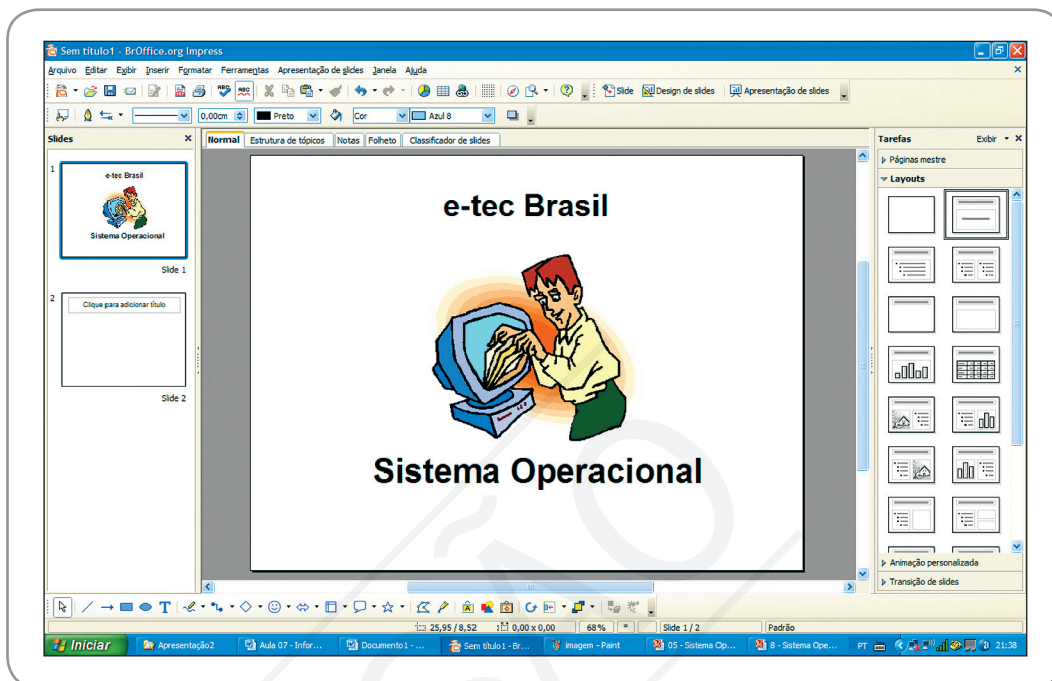 Sem título1 - BrOffice.org Impress
Arquivo Editar Exibir Inserir Formatar Ferramentas Apresentação de slides Janela Ajuda
Slide Design de slides Apresentação de slides
0,00cm Preto Cor Azul 8
Slides
Normal Estrutura de tópicos Notas Folheto Classificador de slides
Tarefas Exibir
1
e-tec Brasil
Sistema Operacional
Slide 1
2
Clique para adicionar título
Slide 2
e-tec Brasil
Sistema Operacional
Páginas mestre
Layouts
Animação personalizada
Transição de slides
25,95 / 8,52 0,00 x 0,00 68% * Slide 1 / 2 Padrão
Iniciar Apresentação2 Aula 07 - Infor... Documento1 - ... Sem título1 - Br... imagem - Paint 05 - Sistema Op... 8 - Sistema Ope... PT 21:38